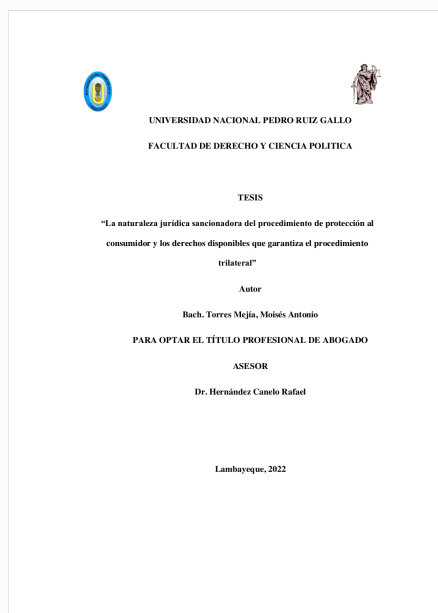 UNIVERSIDAD NACIONAL PEDRO RUIZ GALLO
FACULTAD DE DERECHO Y CIENCIA POLITICA
TESIS
“La naturaleza jurídica sancionadora del procedimiento de protección al
consumidor y los derechos disponibles que garantiza el procedimiento
trilateral”
Autor
Bach. Torres Mejía, Moisés Antonio
PARA OPTAR EL TÍTULO PROFESIONAL DE ABOGADO
ASESOR
Dr. Hernández Canelo Rafael
Lambayeque, 2022